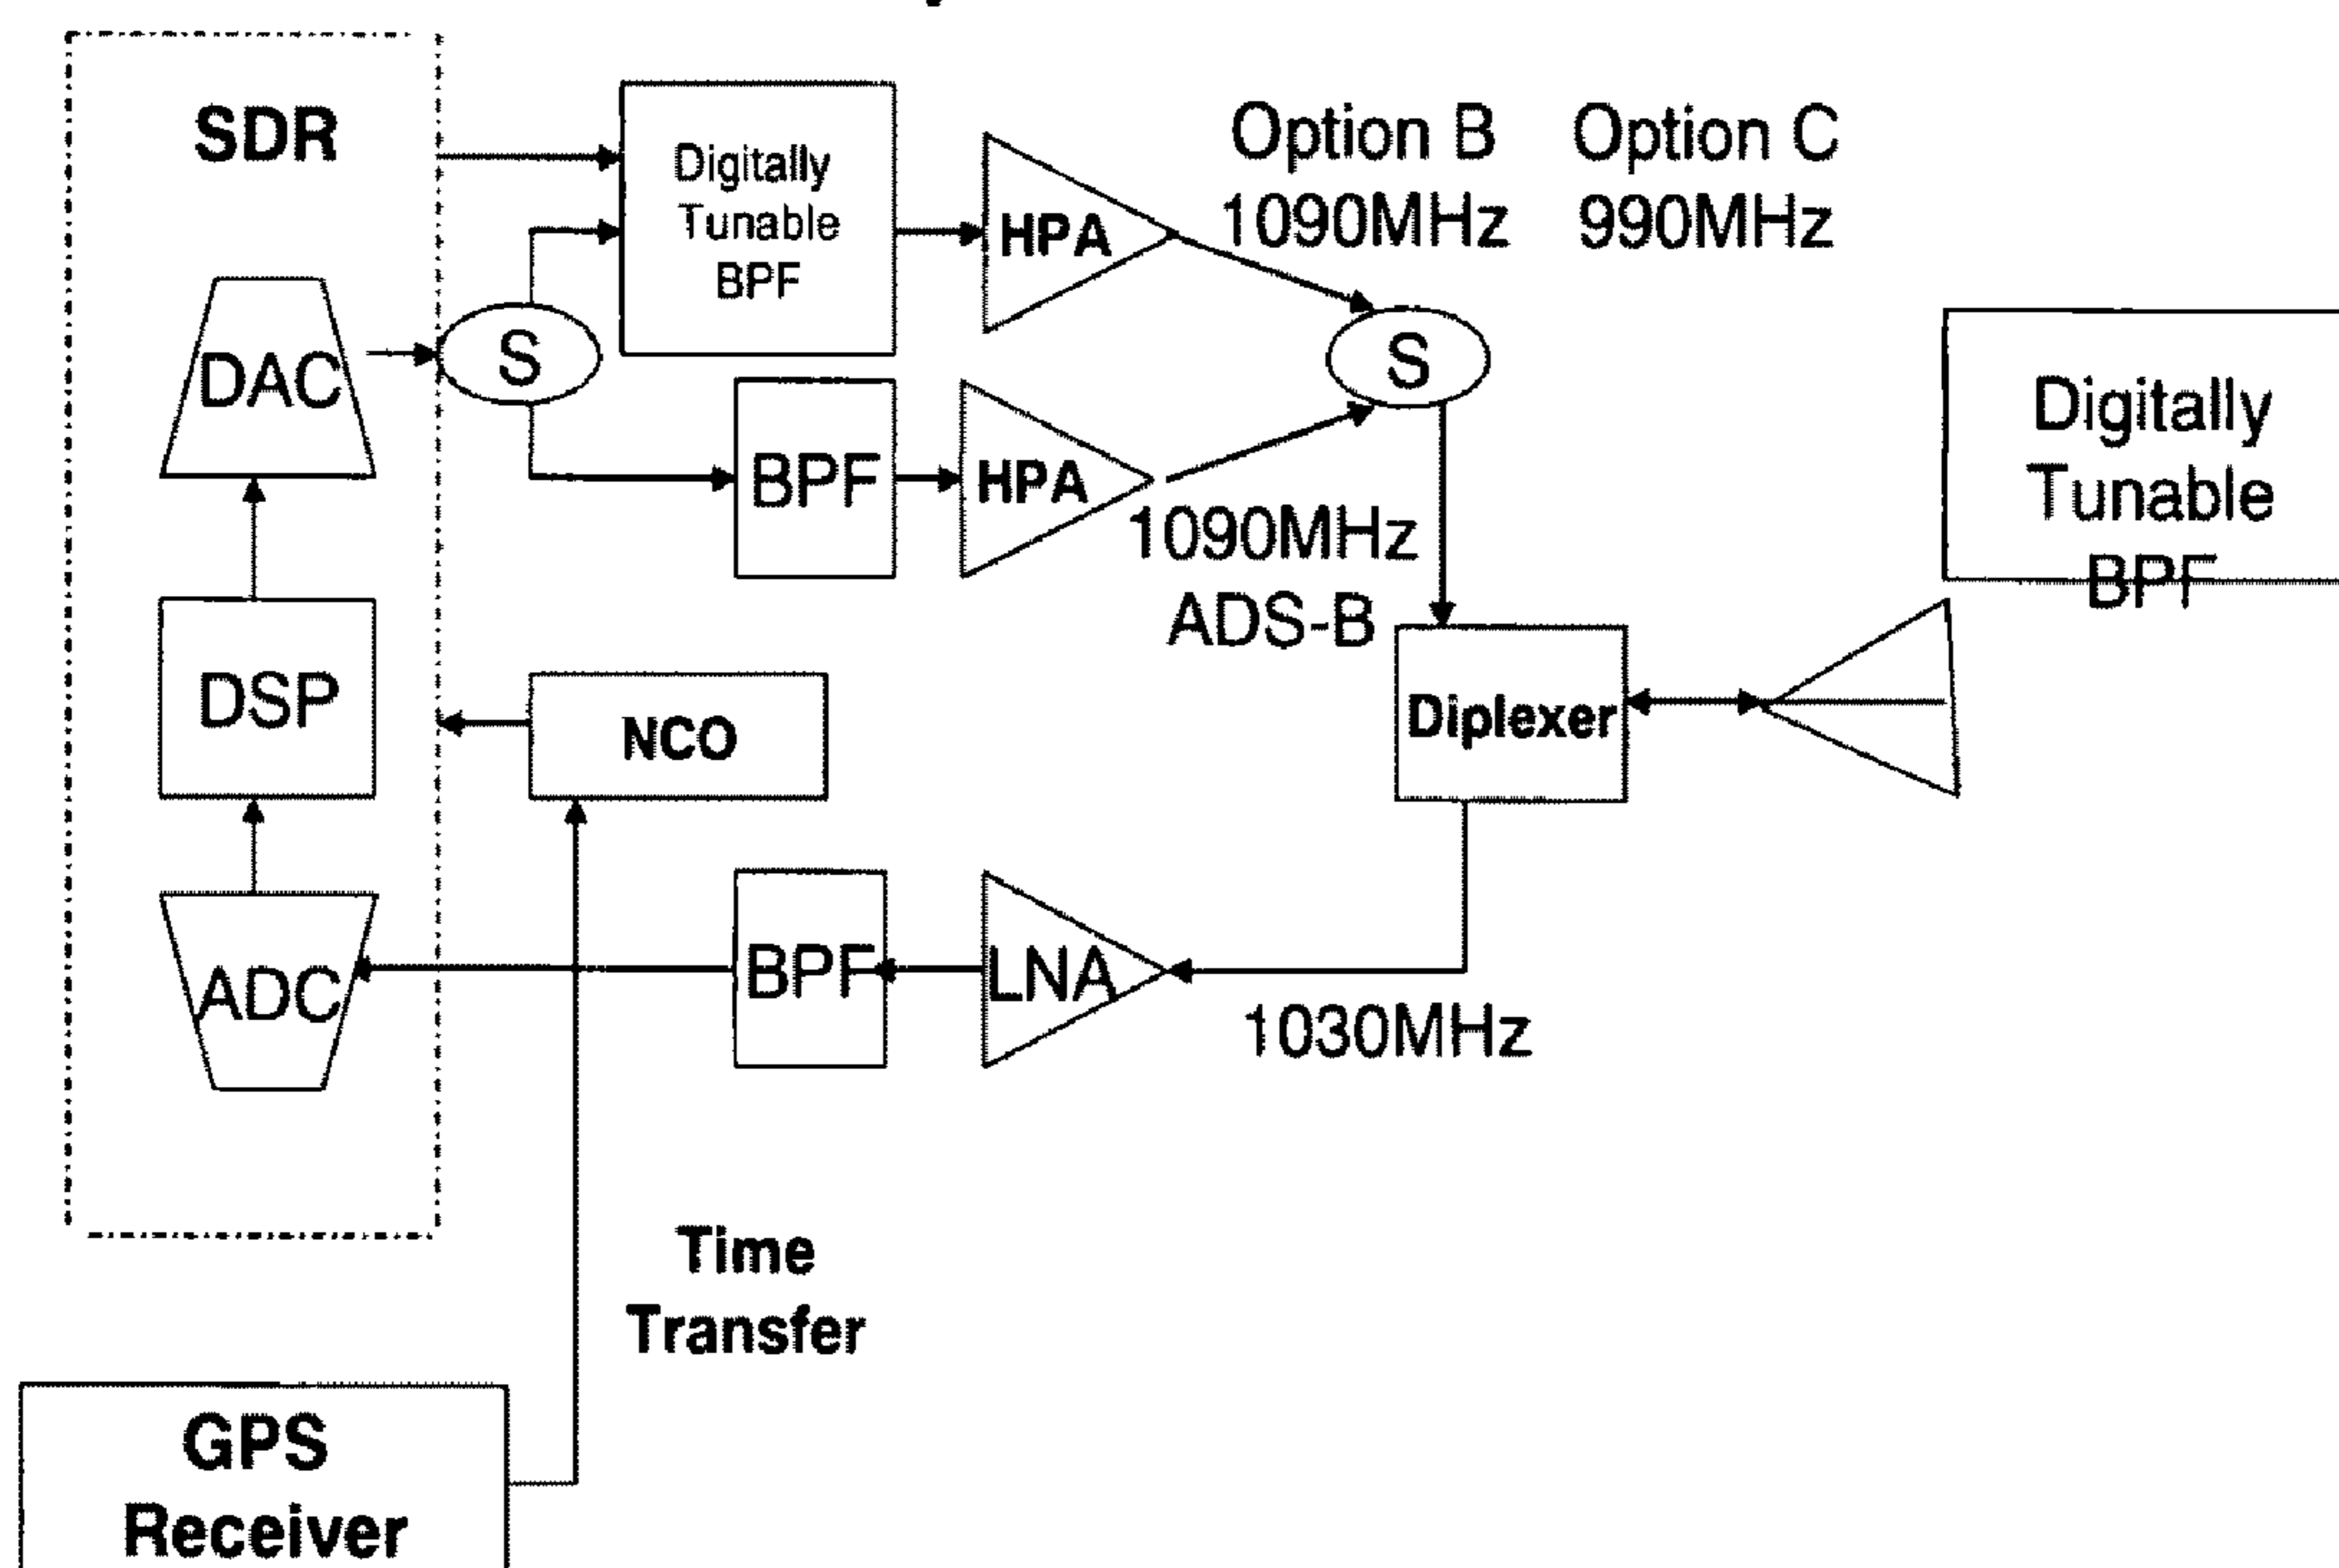 SDR
Digitally
Tunable
BPF
HPA
Option B
1090MHz
Option C
990MHz
DAC
S
S
Digitally
Tunable
BPF
BPF
HPA
1090MHz
ADS-B
DSP
NCO
Diplexer
ADC
BPF
LNA
1030MHz
Time
Transfer
GPS
Receiver